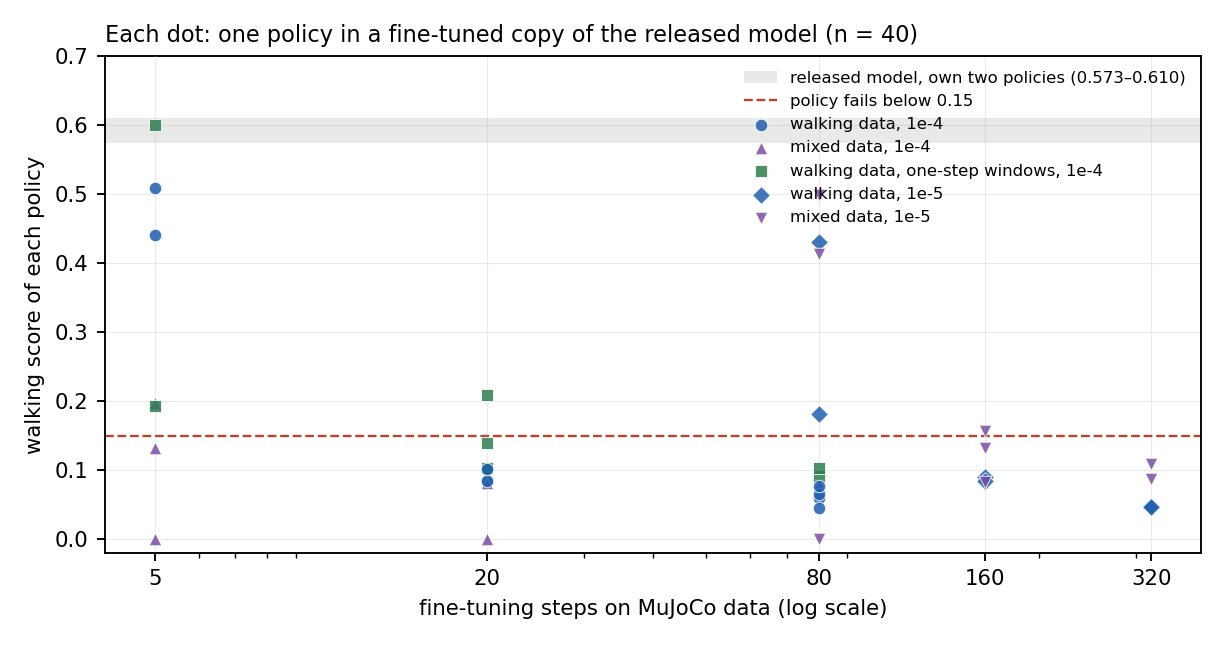 Each dot: one policy in a fine-tuned copy of the released model (n = 40)
0.7
0.6
0.5
0.4
0.3
0.2
0.1
0.0
walking score of each policy
released model, own two policies (0.573–0.610)
policy fails below 0.15
walking data, 1e-4
mixed data, 1e-4
walking data, one-step windows, 1e-4
walking data, 1e-5
mixed data, 1e-5
5 20 80 160 320
fine-tuning steps on MuJoCo data (log scale)